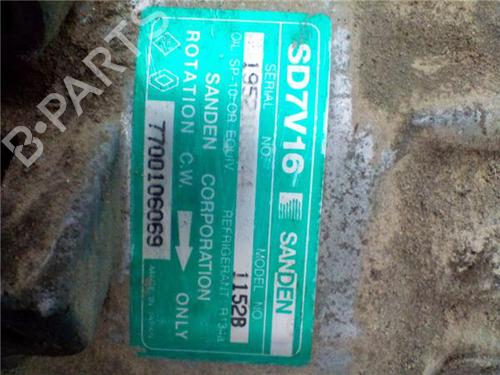 SD7V16 SANDEN
SERIAL NO. MODEL NO.
1957 1152B
OIL SP-10 OR EQUIV. REFRIGERANT R134a
SANDEN CORPORATION
ROTATION C.W. ONLY
7700106069
B-PARTS